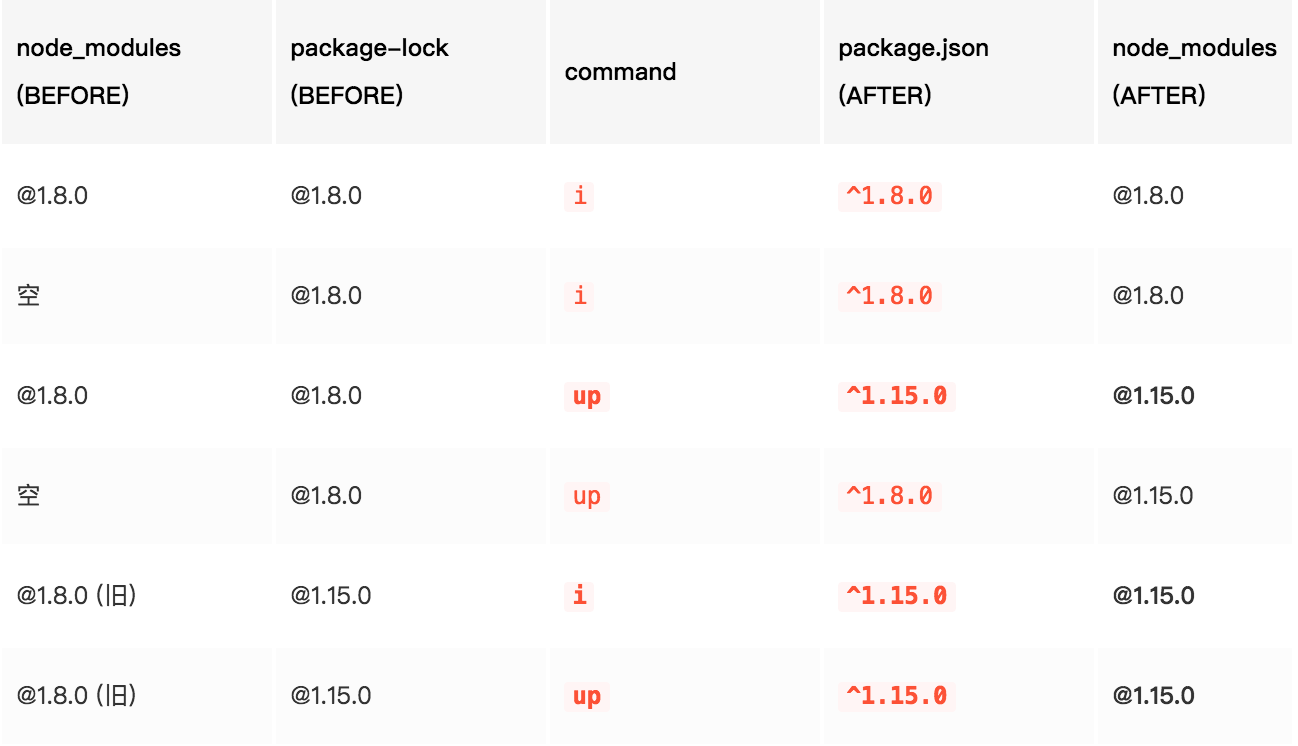 node_modules (BEFORE) package-lock (BEFORE) command package.json (AFTER) node_modules (AFTER)
@1.8.0 @1.8.0 i ^1.8.0 @1.8.0
空 @1.8.0 i ^1.8.0 @1.8.0
@1.8.0 @1.8.0 up ^1.15.0 @1.15.0
空 @1.8.0 up ^1.8.0 @1.15.0
@1.8.0 (旧) @1.15.0 i ^1.15.0 @1.15.0
@1.8.0 (旧) @1.15.0 up ^1.15.0 @1.15.0